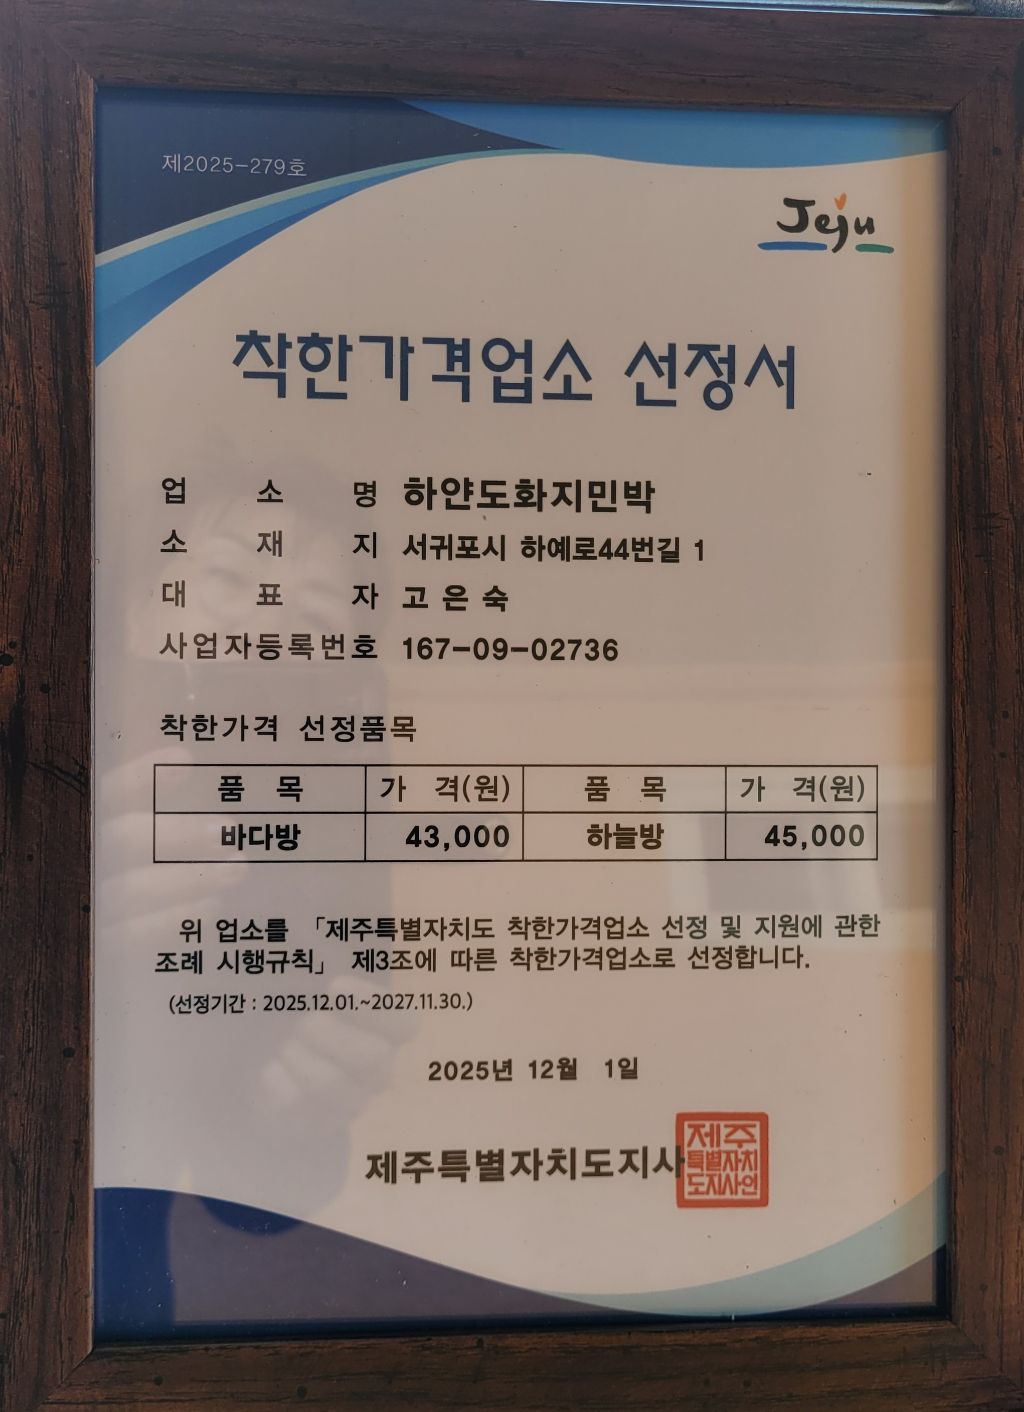 제2025-279호
Jeju
착한가격업소 선정서
업 소 명 하얀도화지민박
소 재 지 서귀포시 하예로44번길 1
대 표 자 고 은 숙
사업자등록번호 167-09-02736
착한가격 선정품목
품 목 가 격(원) 품 목 가 격(원)
바다방 43,000 하늘방 45,000
위 업소를 「제주특별자치도 착한가격업소 선정 및 지원에 관한
조례 시행규칙」 제3조에 따른 착한가격업소로 선정합니다.
(선정기간 : 2025.12.01.~2027.11.30.)
2025년 12월 1일
제주특별자치도지사
제주
특별자치
도지사인